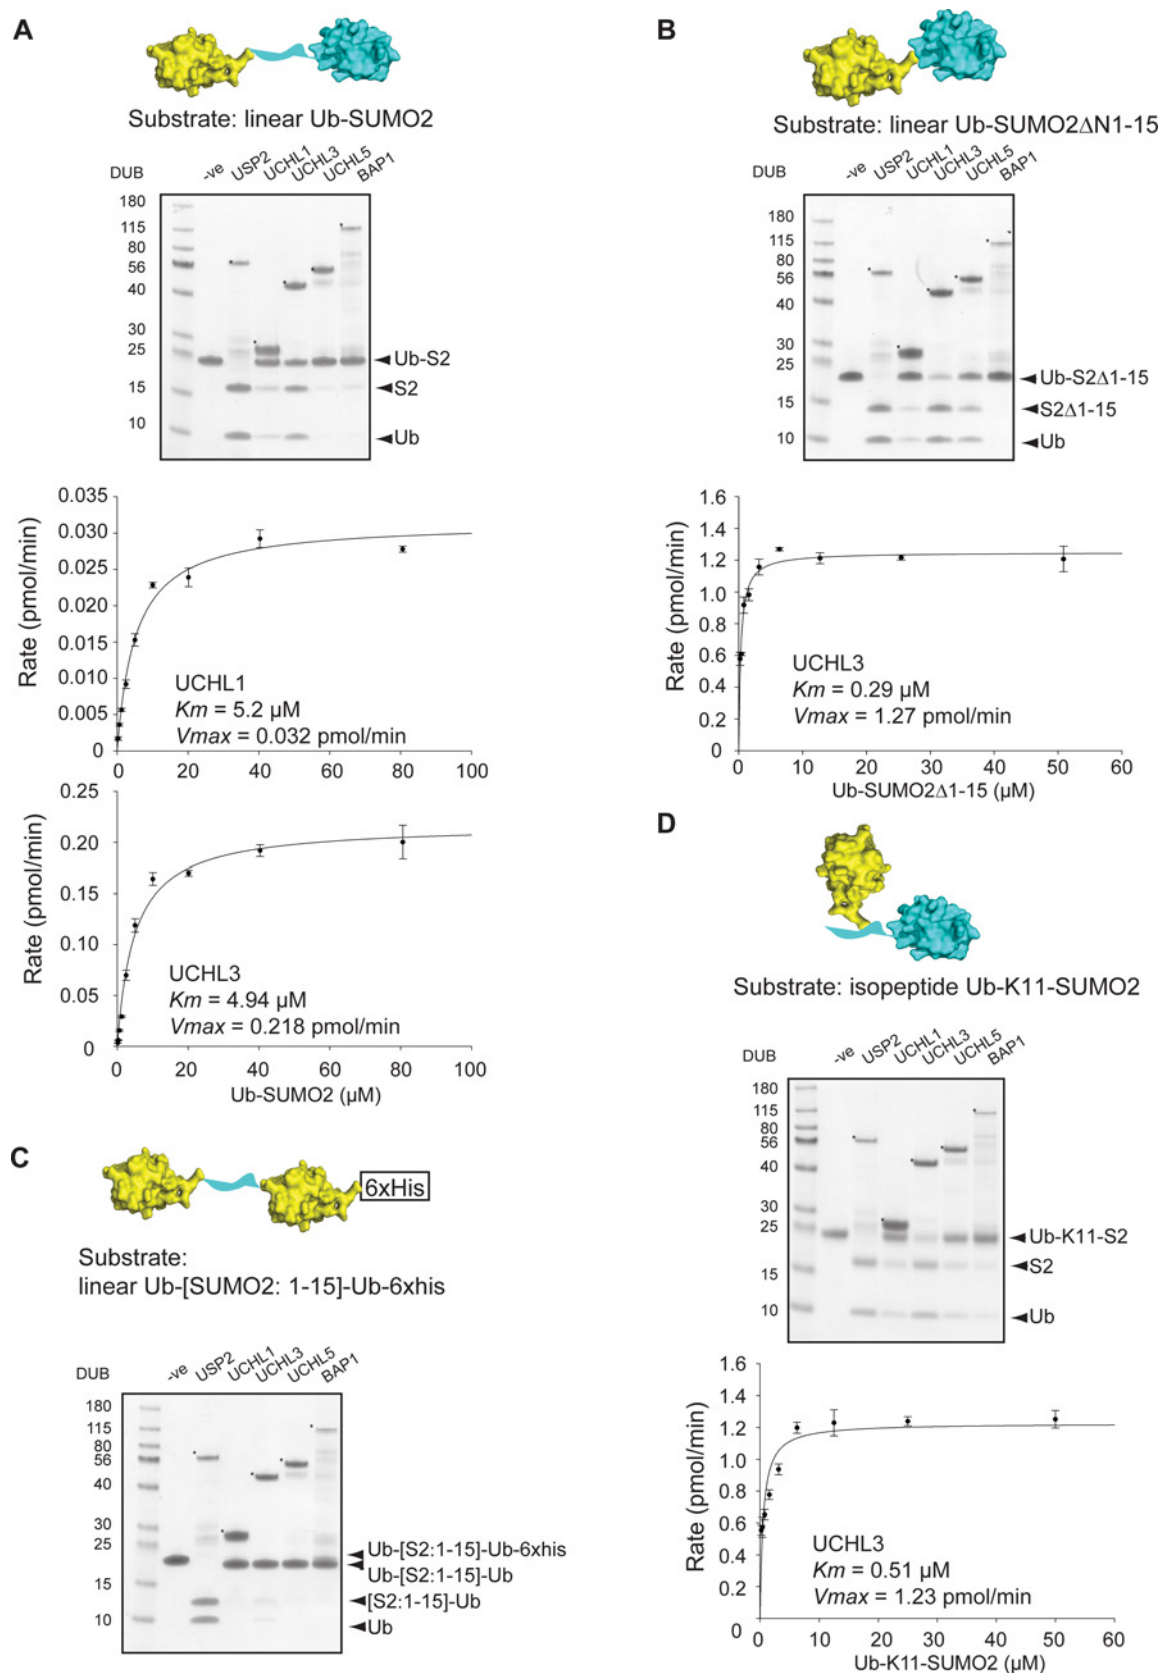 A
Substrate: linear Ub-SUMO2
DUB -ve USP2 UCHL1 UCHL3 UCHL5 BAP1
180
115
80
56
40
30
25
15
10
Ub-S2
S2
Ub
Rate (pmol/min)
0.035
0.030
0.025
0.020
0.015
0.010
0.005
0
UCHL1
Km = 5.2 µM
Vmax = 0.032 pmol/min
0 20 40 60 80 100
Rate (pmol/min)
0.25
0.20
0.15
0.10
0.05
0
UCHL3
Km = 4.94 µM
Vmax = 0.218 pmol/min
0 20 40 60 80 100
Ub-SUMO2 (µM)
B
Substrate: linear Ub-SUMO2ΔN1-15
DUB -ve USP2 UCHL1 UCHL3 UCHL5 BAP1
180
115
80
56
40
30
25
15
10
Ub-S2Δ1-15
S2Δ1-15
Ub
Rate (pmol/min)
1.6
1.4
1.2
1.0
0.8
0.6
0.4
0.2
0
UCHL3
Km = 0.29 µM
Vmax = 1.27 pmol/min
0 10 20 30 40 50 60
Ub-SUMO2Δ1-15 (µM)
C
6xHis
Substrate:
linear Ub-[SUMO2: 1-15]-Ub-6xhis
DUB -ve USP2 UCHL1 UCHL3 UCHL5 BAP1
180
115
80
56
40
30
25
15
10
Ub-[S2:1-15]-Ub-6xhis
Ub-[S2:1-15]-Ub
[S2:1-15]-Ub
Ub
D
Substrate: isopeptide Ub-K11-SUMO2
DUB -ve USP2 UCHL1 UCHL3 UCHL5 BAP1
180
115
80
56
40
30
25
15
10
Ub-K11-S2
S2
Ub
Rate (pmol/min)
1.6
1.4
1.2
1.0
0.8
0.6
0.4
0.2
0
UCHL3
Km = 0.51 µM
Vmax = 1.23 pmol/min
0 10 20 30 40 50 60
Ub-K11-SUMO2 (µM)